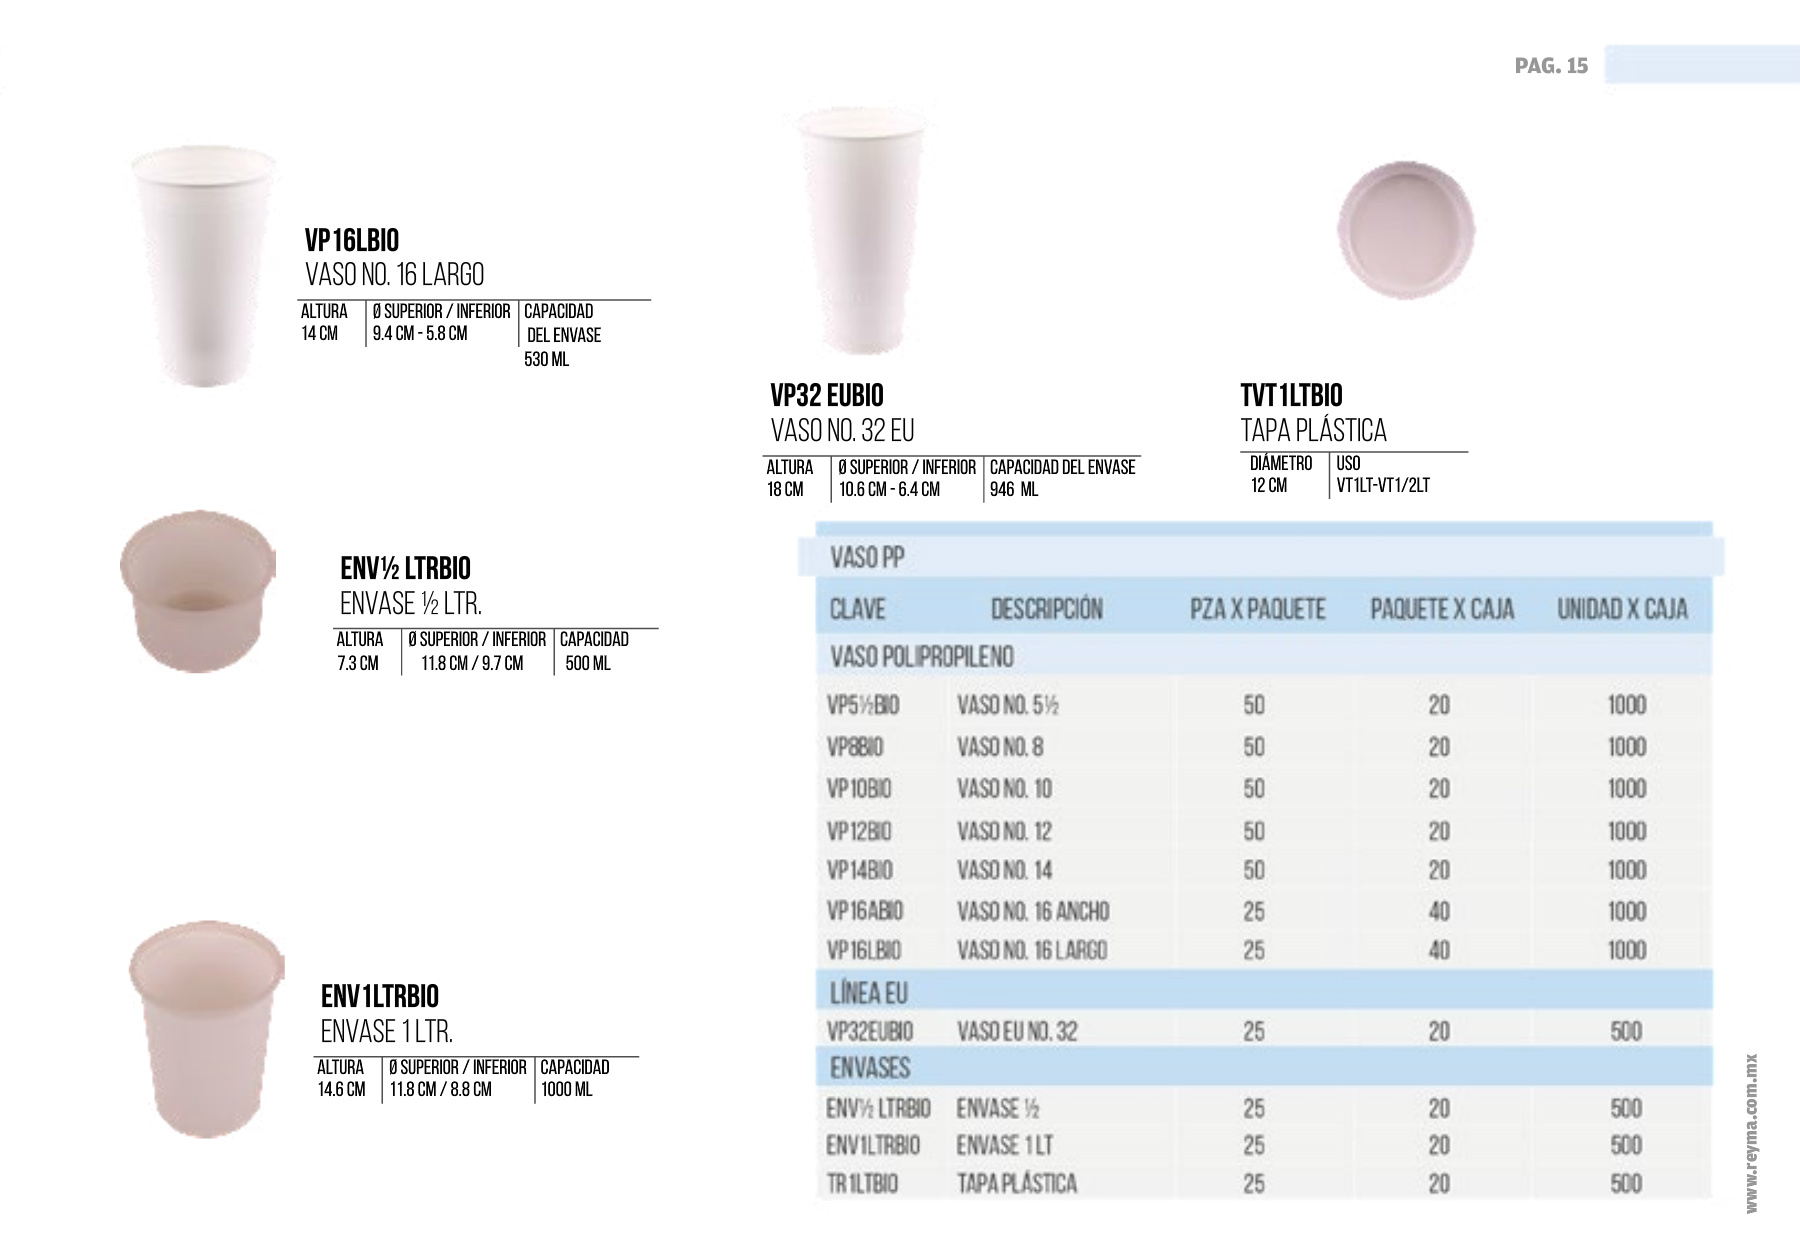 PAG. 15
VP16LBIO
VASO NO. 16 LARGO
ALTURA Ø SUPERIOR / INFERIOR CAPACIDAD
14 CM 9.4 CM - 5.8 CM DEL ENVASE
530 ML
VP32 EUBIO
VASO NO. 32 EU
ALTURA Ø SUPERIOR / INFERIOR CAPACIDAD DEL ENVASE
18 CM 10.6 CM - 6.4 CM 946 ML
TVT1LTBIO
TAPA PLÁSTICA
DIÁMETRO USO
12 CM VT1LT-VT1/2LT
ENV½ LTRBIO
ENVASE ½ LTR.
ALTURA Ø SUPERIOR / INFERIOR CAPACIDAD
7.3 CM 11.8 CM / 9.7 CM 500 ML
ENV1LTRBIO
ENVASE 1 LTR.
ALTURA Ø SUPERIOR / INFERIOR CAPACIDAD
14.6 CM 11.8 CM / 8.8 CM 1000 ML
VASO PP
CLAVE DESCRIPCIÓN PZA X PAQUETE PAQUETE X CAJA UNIDAD X CAJA
VASO POLIPROPILENO
VP5½BIO VASO NO. 5½ 50 20 1000
VP8BIO VASO NO. 8 50 20 1000
VP10BIO VASO NO. 10 50 20 1000
VP12BIO VASO NO. 12 50 20 1000
VP14BIO VASO NO. 14 50 20 1000
VP16ABIO VASO NO. 16 ANCHO 25 40 1000
VP16LBIO VASO NO. 16 LARGO 25 40 1000
LÍNEA EU
VP32EUBIO VASO EU NO. 32 25 20 500
ENVASES
ENV½ LTRBIO ENVASE ½ 25 20 500
ENV1LTRBIO ENVASE 1 LT 25 20 500
TR1LTBIO TAPA PLÁSTICA 25 20 500
www.reyma.com.mx